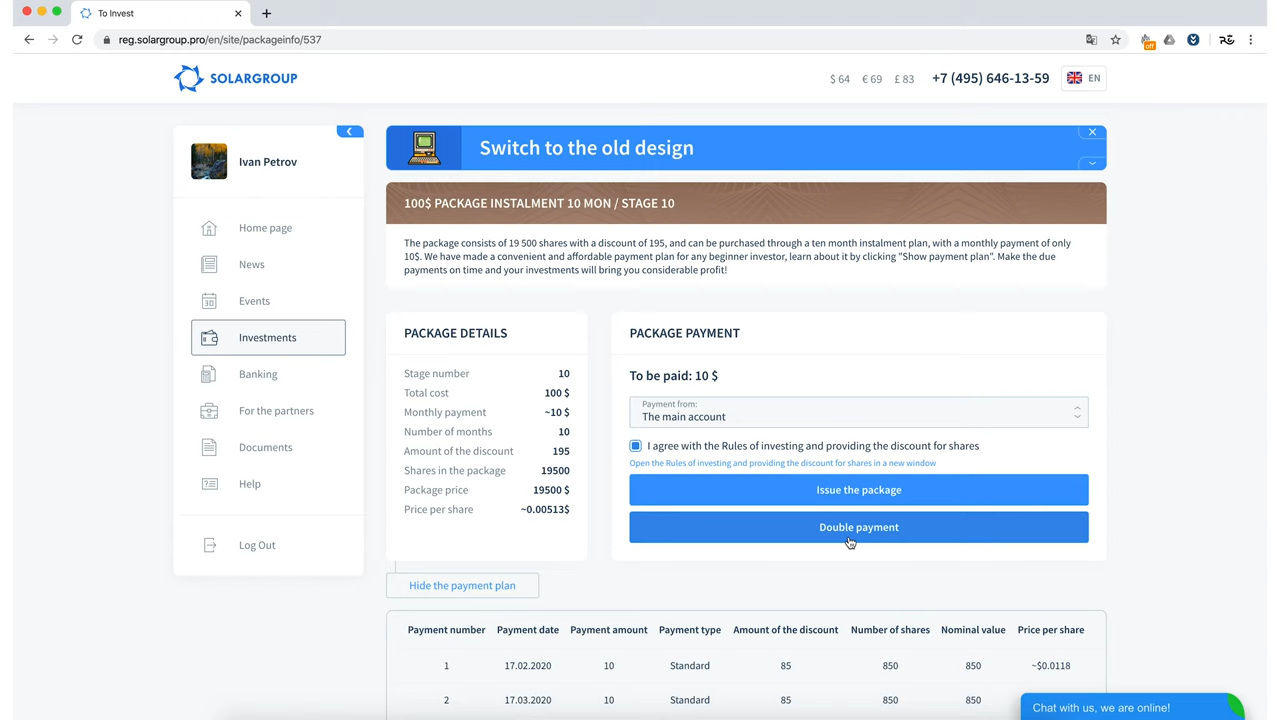 To Invest
reg.solargroup.pro/en/site/packageinfo/537
off
SOLARGROUP
$ 64 € 69 £ 83 +7 (495) 646-13-59 EN
Ivan Petrov
Home page
News
Events
Investments
Banking
For the partners
Documents
Help
Log Out
Switch to the old design
100$ PACKAGE INSTALMENT 10 MON / STAGE 10
The package consists of 19 500 shares with a discount of 195, and can be purchased through a ten month instalment plan, with a monthly payment of only
10$. We have made a convenient and affordable payment plan for any beginner investor, learn about it by clicking "Show payment plan". Make the due
payments on time and your investments will bring you considerable profit!
PACKAGE DETAILS
Stage number 10
Total cost 100 $
Monthly payment ~10 $
Number of months 10
Amount of the discount 195
Shares in the package 19500
Package price 19500 $
Price per share ~0.00513$
PACKAGE PAYMENT
To be paid: 10 $
Payment from:
The main account
I agree with the Rules of investing and providing the discount for shares
Open the Rules of investing and providing the discount for shares in a new window
Issue the package
Double payment
Hide the payment plan
Payment number Payment date Payment amount Payment type Amount of the discount Number of shares Nominal value Price per share
1 17.02.2020 10 Standard 85 850 850 ~$0.0118
2 17.03.2020 10 Standard 85 850 850
Chat with us, we are online!